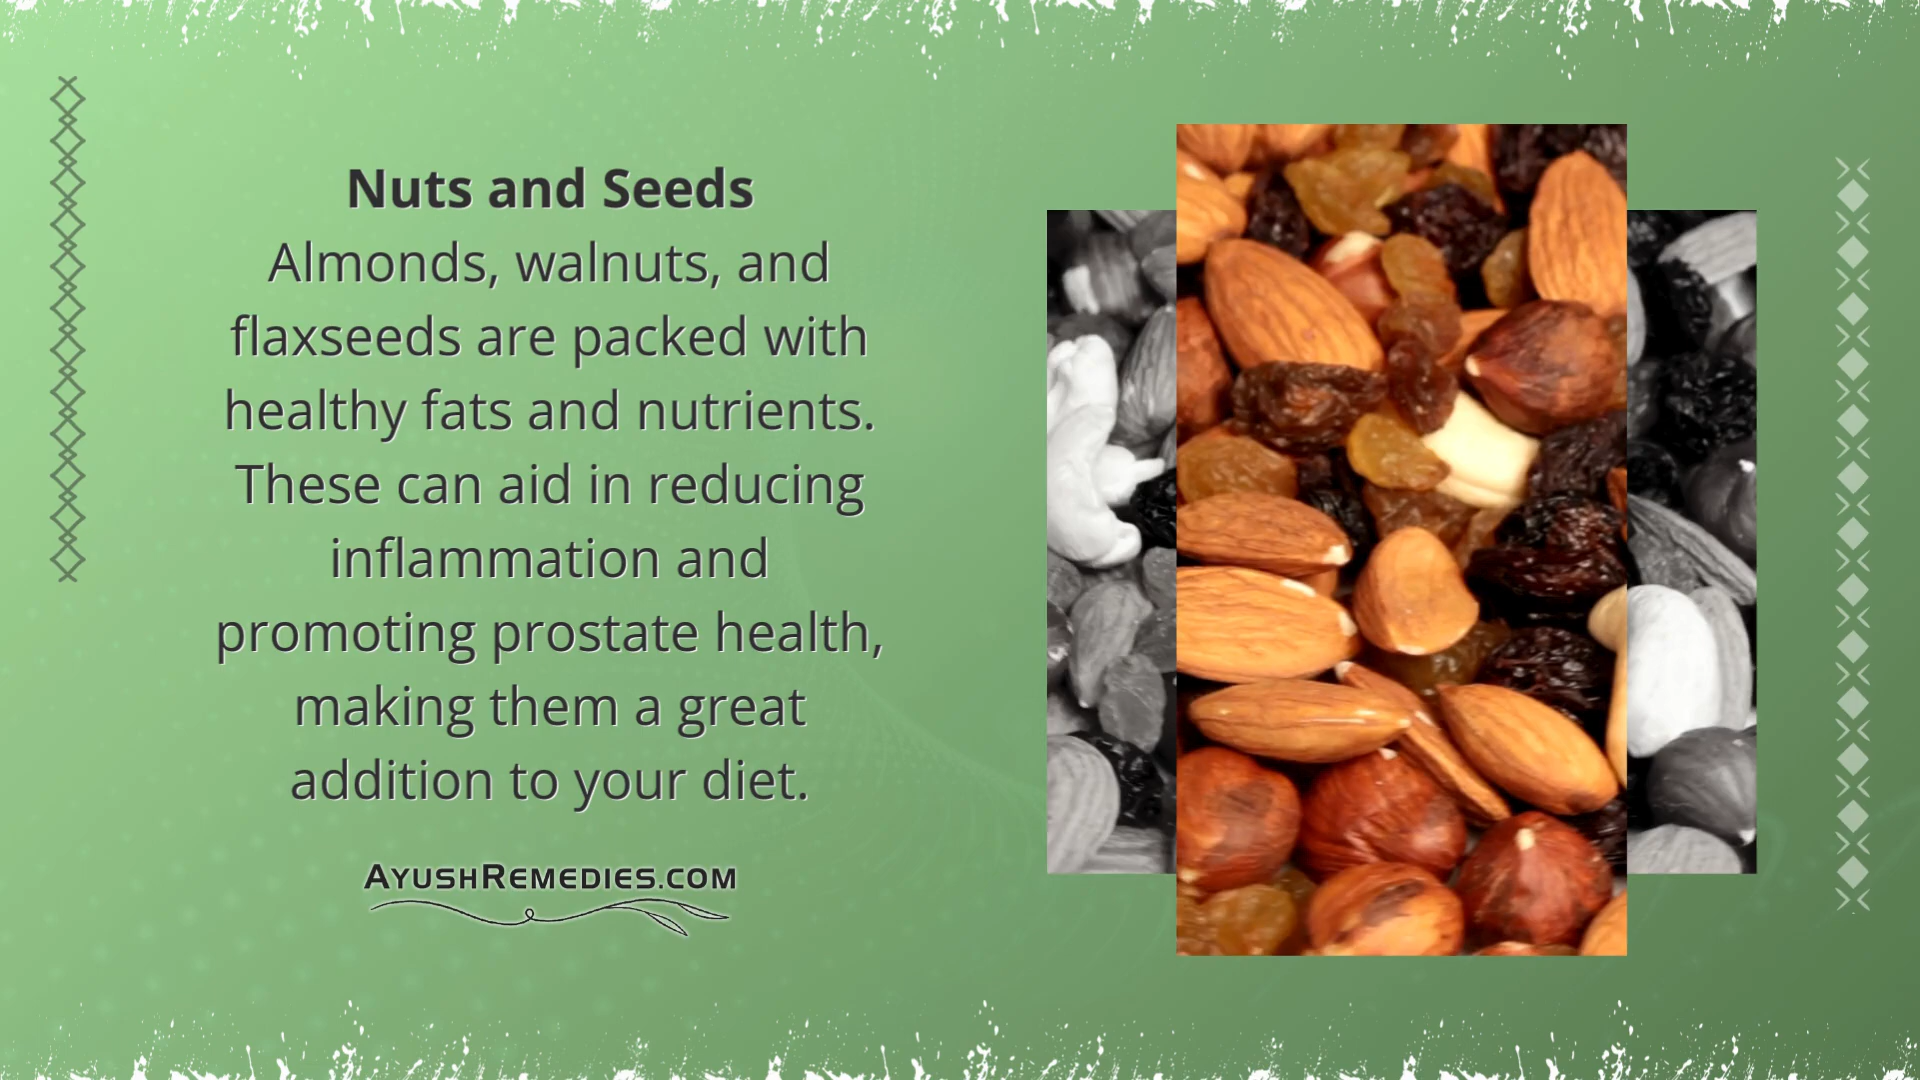 Nuts and Seeds
Almonds, walnuts, and
flaxseeds are packed with
healthy fats and nutrients.
These can aid in reducing
inflammation and
promoting prostate health,
making them a great
addition to your diet.
AyushRemedies.com